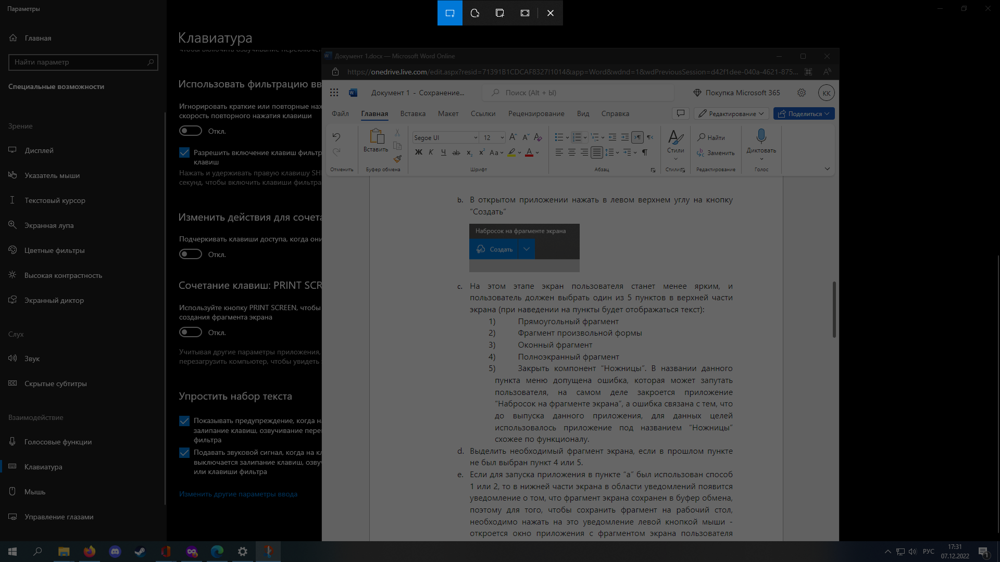 Параметры
Главная
Найти параметр
Специальные возможности
Зрение
Дисплей
Указатель мыши
Текстовый курсор
Экранная лупа
Цветные фильтры
Высокая контрастность
Экранный диктор
Слух
Звук
Скрытые субтитры
Взаимодействие
Голосовые функции
Клавиатура
Мышь
Управление глазами
Клавиатура
Использовать фильтрацию вв
Игнорировать краткие или повторные наж
скорость повторного нажатия клавиши
Откл.
Разрешить включение клавиш фильтр
клавиш
Нажать и удерживать правую клавишу SHI
секунд, чтобы включить клавиши фильтра
Изменить действия для сочета
Подчеркивать клавиши доступа, когда они
Откл.
Сочетание клавиш: PRINT SCR
Используйте кнопку PRINT SCREEN, чтобы
создания фрагмента экрана
Откл.
Учитывая другие параметры приложения,
перезагрузить компьютер, чтобы увидеть
Упростить набор текста
Показывать предупреждение, когда на
залипание клавиш, озвучивание пере
фильтра
Подавать звуковой сигнал, когда на кл
выключается залипание клавиш, озву
или клавиши фильтра
Изменить другие параметры ввода
Документ 1.docx — Microsoft Word Online
https://onedrive.live.com/edit.aspx?resid=71391B1CDCAF8327!1014&app=Word&wdnd=1&wdPreviousSession=d42f1dee-040a-4621-875...
Документ 1 - Сохранение...
Поиск (Alt + Ы)
Покупка Microsoft 365
КК
Файл Главная Вставка Макет Ссылки Рецензирование Вид Справка
Редактирование
Поделиться
Вставить
Segoe UI 12
Ж К Ч ab x₂ x² Aa А
Стили
Найти
Заменить
Диктовать
Отменить Буфер обмена Шрифт Абзац Стили Редактирование Голос
b. В открытом приложении нажать в левом верхнем углу на кнопку
“Создать”
Набросок на фрагменте экрана
Создать
c. На этом этапе экран пользователя станет менее ярким, и
пользователь должен выбрать один из 5 пунктов в верхней части
экрана (при наведении на пункты будет отображаться текст):
1) Прямоугольный фрагмент
2) Фрагмент произвольной формы
3) Оконный фрагмент
4) Полноэкранный фрагмент
5) Закрыть компонент “Ножницы”. В названии данного
пункта меню допущена ошибка, которая может запутать
пользователя, на самом деле закроется приложение
“Набросок на фрагменте экрана”, а ошибка связана с тем, что
до выпуска данного приложения, для данных целей
использовалось приложение под названием “Ножницы”
схожее по функционалу.
d. Выделить необходимый фрагмент экрана, если в прошлом пункте
не был выбран пункт 4 или 5.
e. Если для запуска приложения в пункте “а” был использован способ
1 или 2, то в нижней части экрана в области уведомлений появится
уведомление о том, что фрагмент экрана сохранен в буфер обмена,
поэтому для того, чтобы сохранить фрагмент на рабочий стол,
необходимо нажать на это уведомление левой кнопкой мыши -
откроется окно приложения с фрагментом экрана пользователя
РУС
17:31
07.12.2022
1